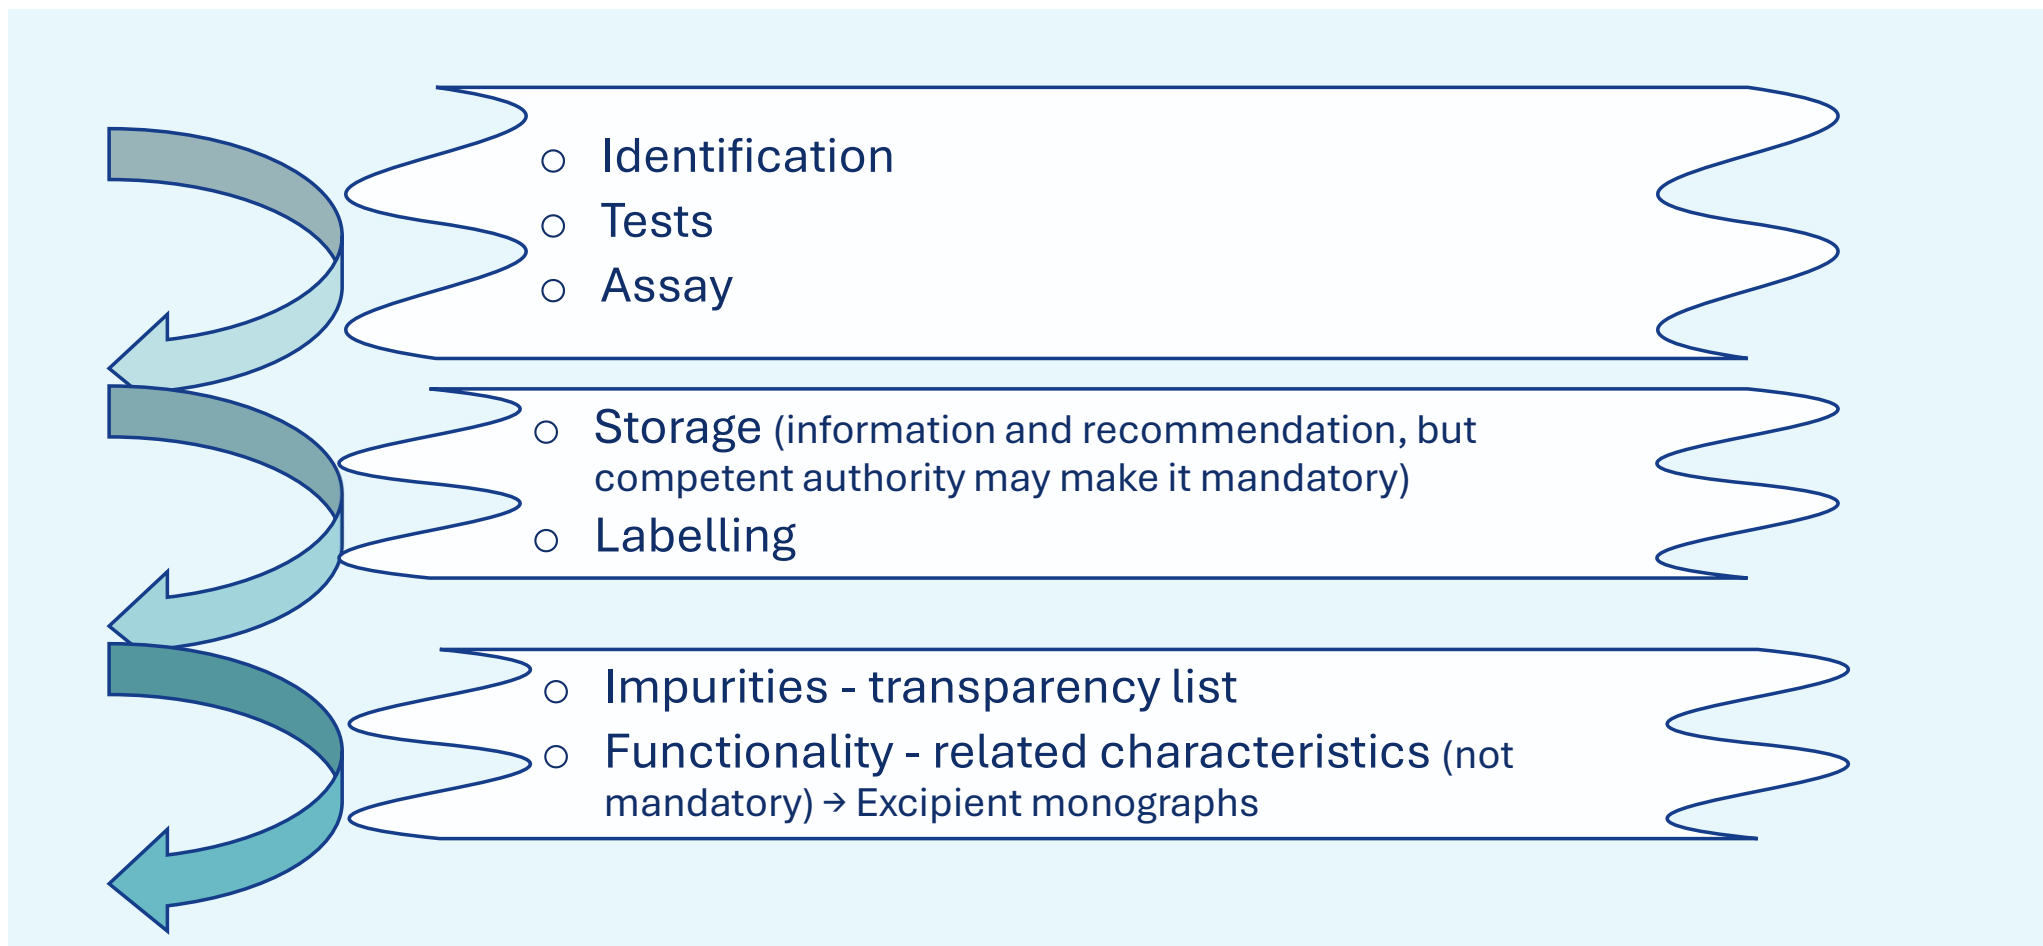 ○ Identification
○ Tests
○ Assay
○ Storage (information and recommendation, but
competent authority may make it mandatory)
○ Labelling
○ Impurities - transparency list
○ Functionality - related characteristics (not
mandatory) → Excipient monographs